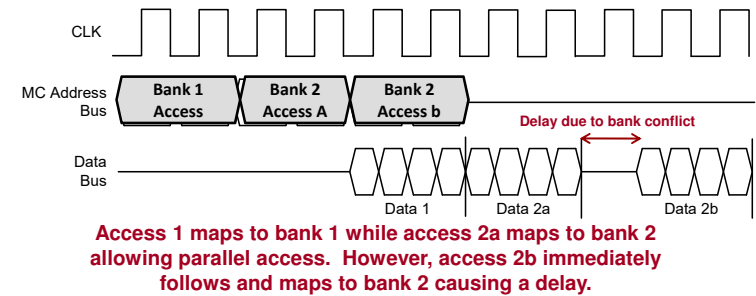 CLK
MC Address
Bus
Bank 1
Access
Bank 2
Access A
Bank 2
Access b
Delay due to bank conflict
Data
Bus
Data 1
Data 2a
Data 2b
Access 1 maps to bank 1 while access 2a maps to bank 2
allowing parallel access. However, access 2b immediately
follows and maps to bank 2 causing a delay.